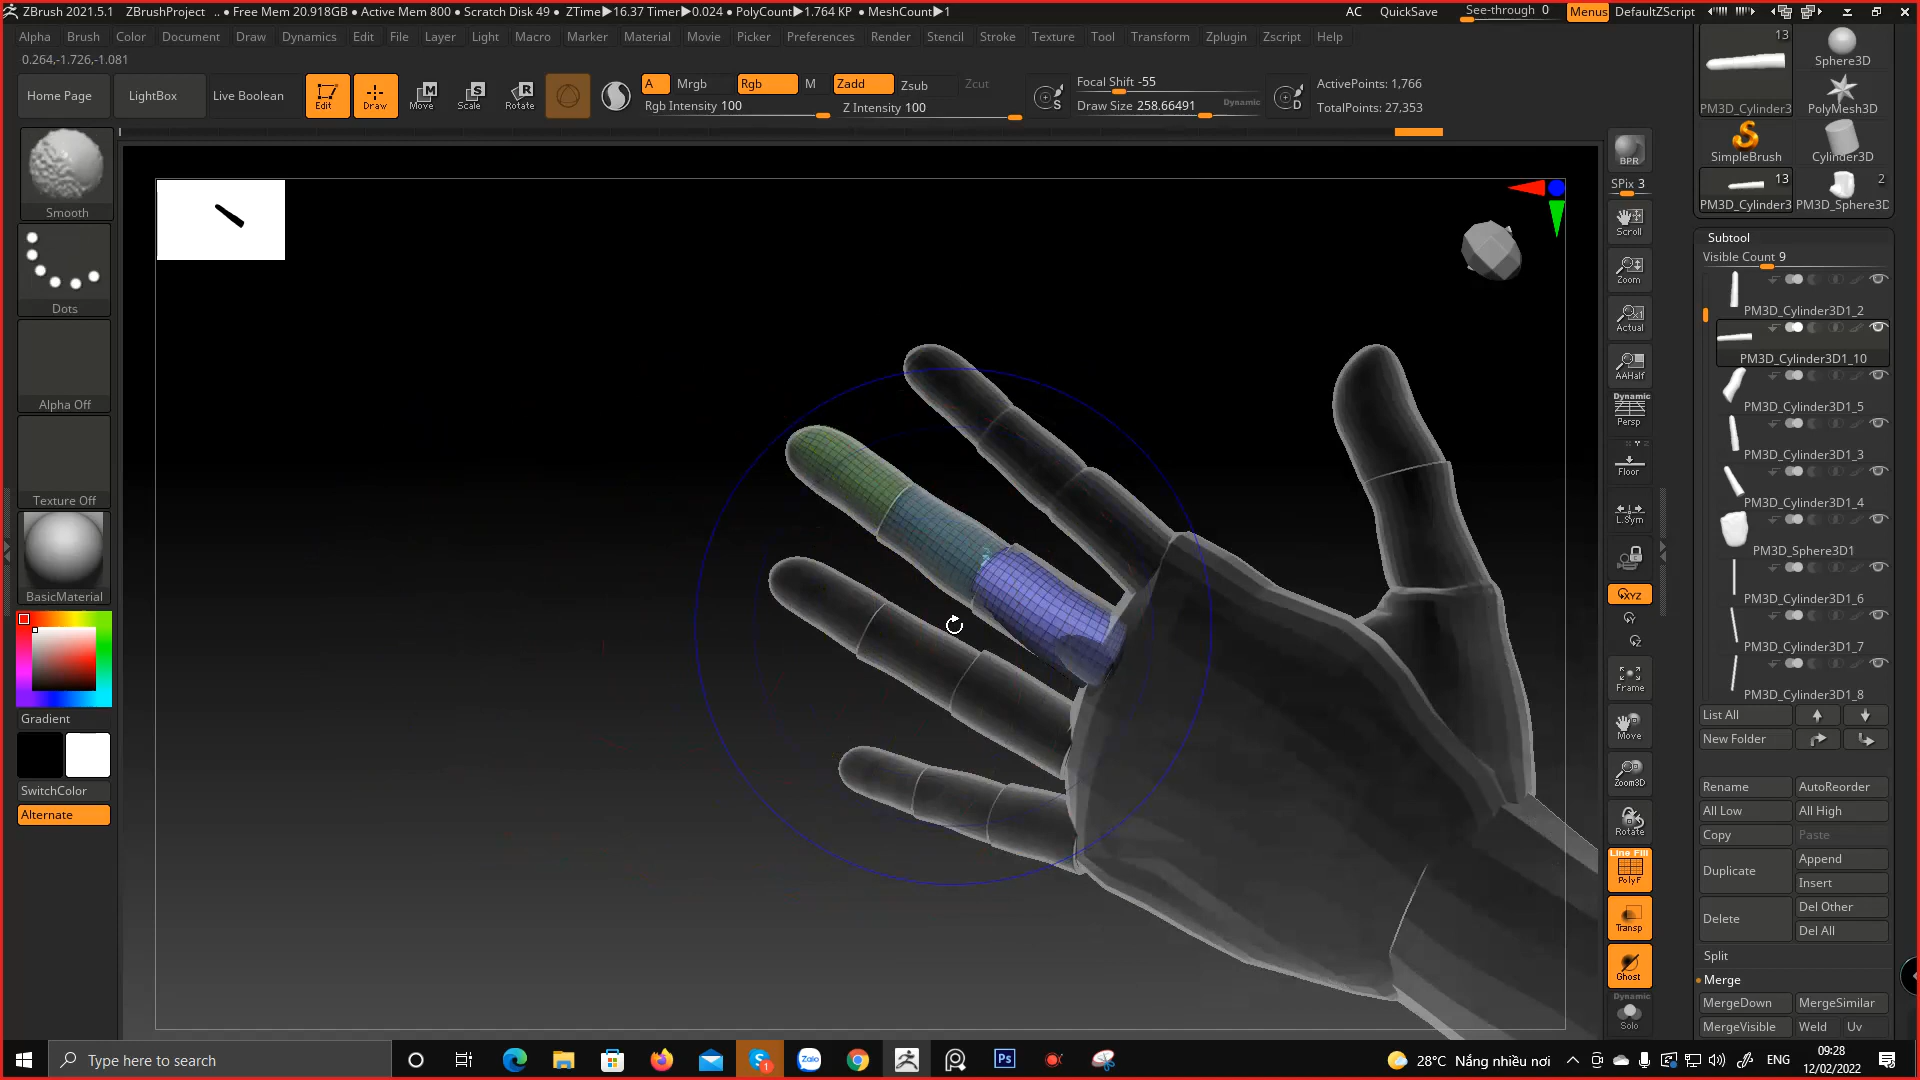 ZBrush 2021.5.1 ZBrushProject .. • Free Mem 20.918GB • Active Mem 800 • Scratch Disk 49 • ZTime▶16.37 Timer▶0.024 • PolyCount▶1.764 KP • MeshCount▶1 AC QuickSave See-through 0 Menus DefaultZScript
Alpha Brush Color Document Draw Dynamics Edit File Layer Light Macro Marker Material Movie Picker Preferences Render Stencil Stroke Texture Tool Transform Zplugin Zscript Help
0.264,-1.726,-1.081
Home Page LightBox Live Boolean Edit Draw Move Scale Rotate
A Mrgb Rgb M Zadd Zsub Zcut
Rgb Intensity 100 Z Intensity 100
Focal Shift -55
Draw Size 258.66491 Dynamic
ActivePoints: 1,766
TotalPoints: 27,353
Smooth
Dots
Alpha Off
Texture Off
BasicMaterial
Gradient
SwitchColor
Alternate
BPR
SPix 3
Scroll
Zoom
Actual
AAHalf
Dynamic
Persp
Floor
L.Sym
XYZ
Frame
Move
Zoom3D
Rotate
Line Fill
PolyF
Transp
Ghost
Dynamic
Solo
13
PM3D_Cylinder3
Sphere3D
PolyMesh3D
SimpleBrush
Cylinder3D
13
PM3D_Cylinder3
2
PM3D_Sphere3D
Subtool
Visible Count 9
PM3D_Cylinder3D1_2
PM3D_Cylinder3D1_10
PM3D_Cylinder3D1_5
PM3D_Cylinder3D1_3
PM3D_Cylinder3D1_4
PM3D_Sphere3D1
PM3D_Cylinder3D1_6
PM3D_Cylinder3D1_7
PM3D_Cylinder3D1_8
List All
New Folder
Rename AutoReorder
All Low All High
Copy Paste
Duplicate Append
Insert
Delete Del Other
Del All
Split
Merge
MergeDown MergeSimilar
MergeVisible Weld Uv
Type here to search
Zalo
Ps
28°C Nắng nhiều nơi
ENG
09:28
12/02/2022